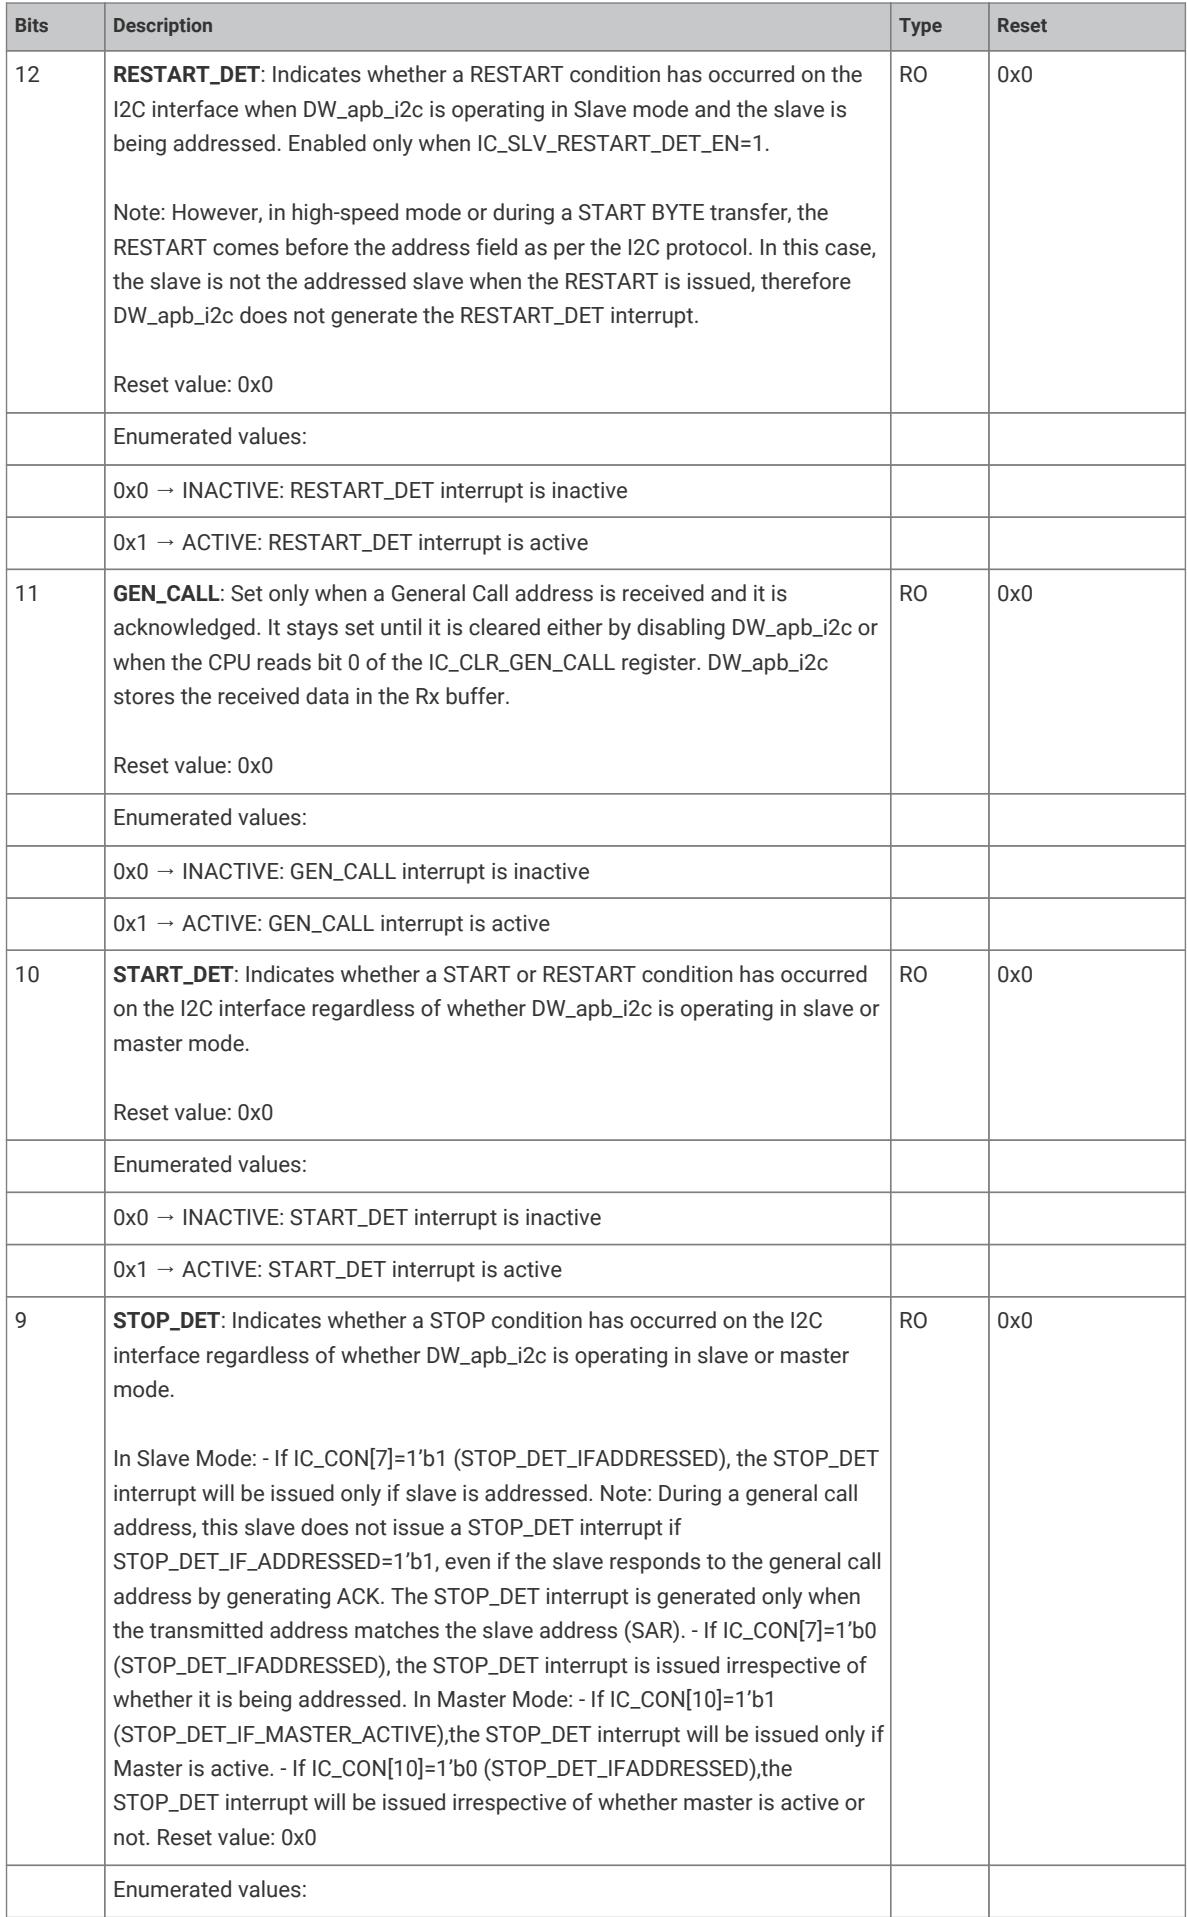 Bits Description Type Reset
12 RESTART_DET: Indicates whether a RESTART condition has occurred on the RO 0x0
I2C interface when DW_apb_i2c is operating in Slave mode and the slave is
being addressed. Enabled only when IC_SLV_RESTART_DET_EN=1.
Note: However, in high-speed mode or during a START BYTE transfer, the
RESTART comes before the address field as per the I2C protocol. In this case,
the slave is not the addressed slave when the RESTART is issued, therefore
DW_apb_i2c does not generate the RESTART_DET interrupt.
Reset value: 0x0
Enumerated values:
0x0 → INACTIVE: RESTART_DET interrupt is inactive
0x1 → ACTIVE: RESTART_DET interrupt is active
11 GEN_CALL: Set only when a General Call address is received and it is RO 0x0
acknowledged. It stays set until it is cleared either by disabling DW_apb_i2c or
when the CPU reads bit 0 of the IC_CLR_GEN_CALL register. DW_apb_i2c
stores the received data in the Rx buffer.
Reset value: 0x0
Enumerated values:
0x0 → INACTIVE: GEN_CALL interrupt is inactive
0x1 → ACTIVE: GEN_CALL interrupt is active
10 START_DET: Indicates whether a START or RESTART condition has occurred RO 0x0
on the I2C interface regardless of whether DW_apb_i2c is operating in slave or
master mode.
Reset value: 0x0
Enumerated values:
0x0 → INACTIVE: START_DET interrupt is inactive
0x1 → ACTIVE: START_DET interrupt is active
9 STOP_DET: Indicates whether a STOP condition has occurred on the I2C RO 0x0
interface regardless of whether DW_apb_i2c is operating in slave or master
mode.
In Slave Mode: - If IC_CON[7]=1’b1 (STOP_DET_IFADDRESSED), the STOP_DET
interrupt will be issued only if slave is addressed. Note: During a general call
address, this slave does not issue a STOP_DET interrupt if
STOP_DET_IF_ADDRESSED=1’b1, even if the slave responds to the general call
address by generating ACK. The STOP_DET interrupt is generated only when
the transmitted address matches the slave address (SAR). - If IC_CON[7]=1’b0
(STOP_DET_IFADDRESSED), the STOP_DET interrupt is issued irrespective of
whether it is being addressed. In Master Mode: - If IC_CON[10]=1’b1
(STOP_DET_IF_MASTER_ACTIVE),the STOP_DET interrupt will be issued only if
Master is active. - If IC_CON[10]=1’b0 (STOP_DET_IFADDRESSED),the
STOP_DET interrupt will be issued irrespective of whether master is active or
not. Reset value: 0x0
Enumerated values: